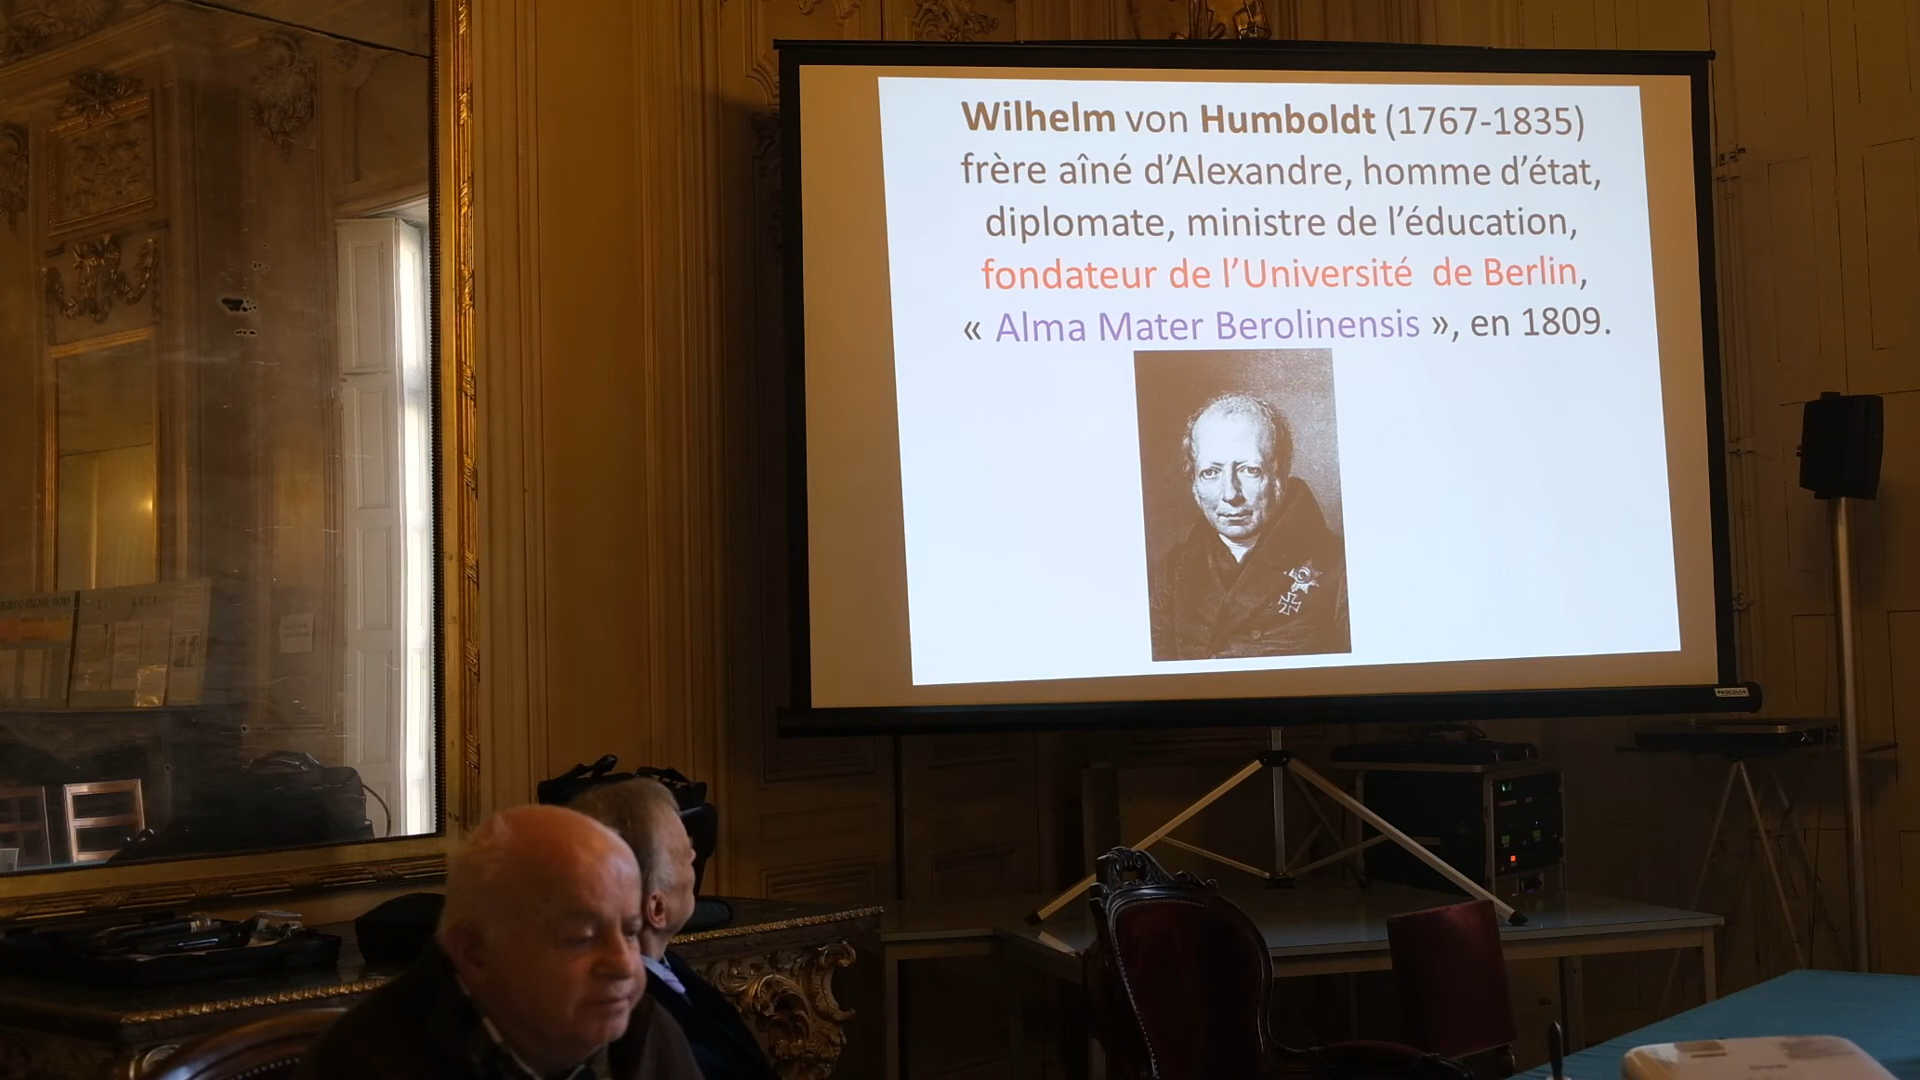 Wilhelm von Humboldt (1767-1835)
frère aîné d’Alexandre, homme d’état,
diplomate, ministre de l’éducation,
fondateur de l’Université de Berlin,
« Alma Mater Berolinensis », en 1809.